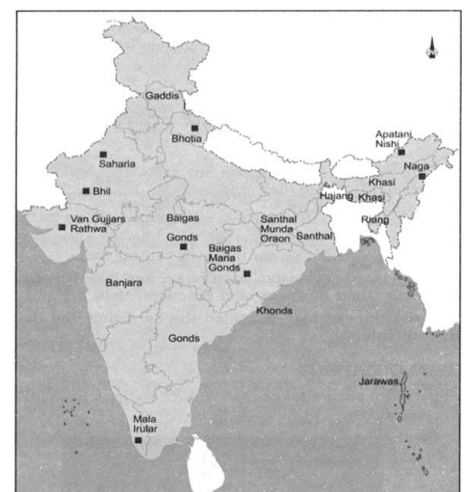 Gaddis
Bhotia
Apatani
Nishi
Naga
Saharia
Khasi
Bhil
Hajang
Khasi
Van Gujjars
Rathwa
Baigas
Santhal
Munda
Oraon
Santhal
Riang
Gonds
Baigas
Maria
Gonds
Banjara
Khonds
Gonds
Jarawas
Mala
Irular